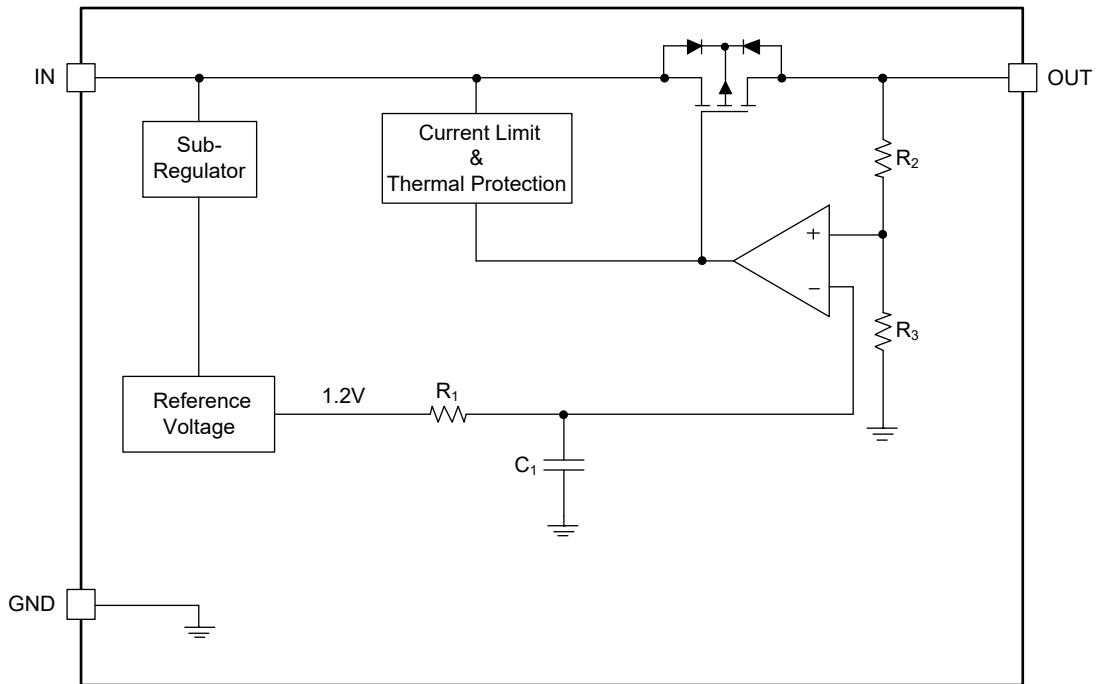 IN
OUT
Sub-
Regulator
Current Limit
&
Thermal Protection
R₂
+
−
R₃
Reference
Voltage
1.2V
R₁
C₁
GND